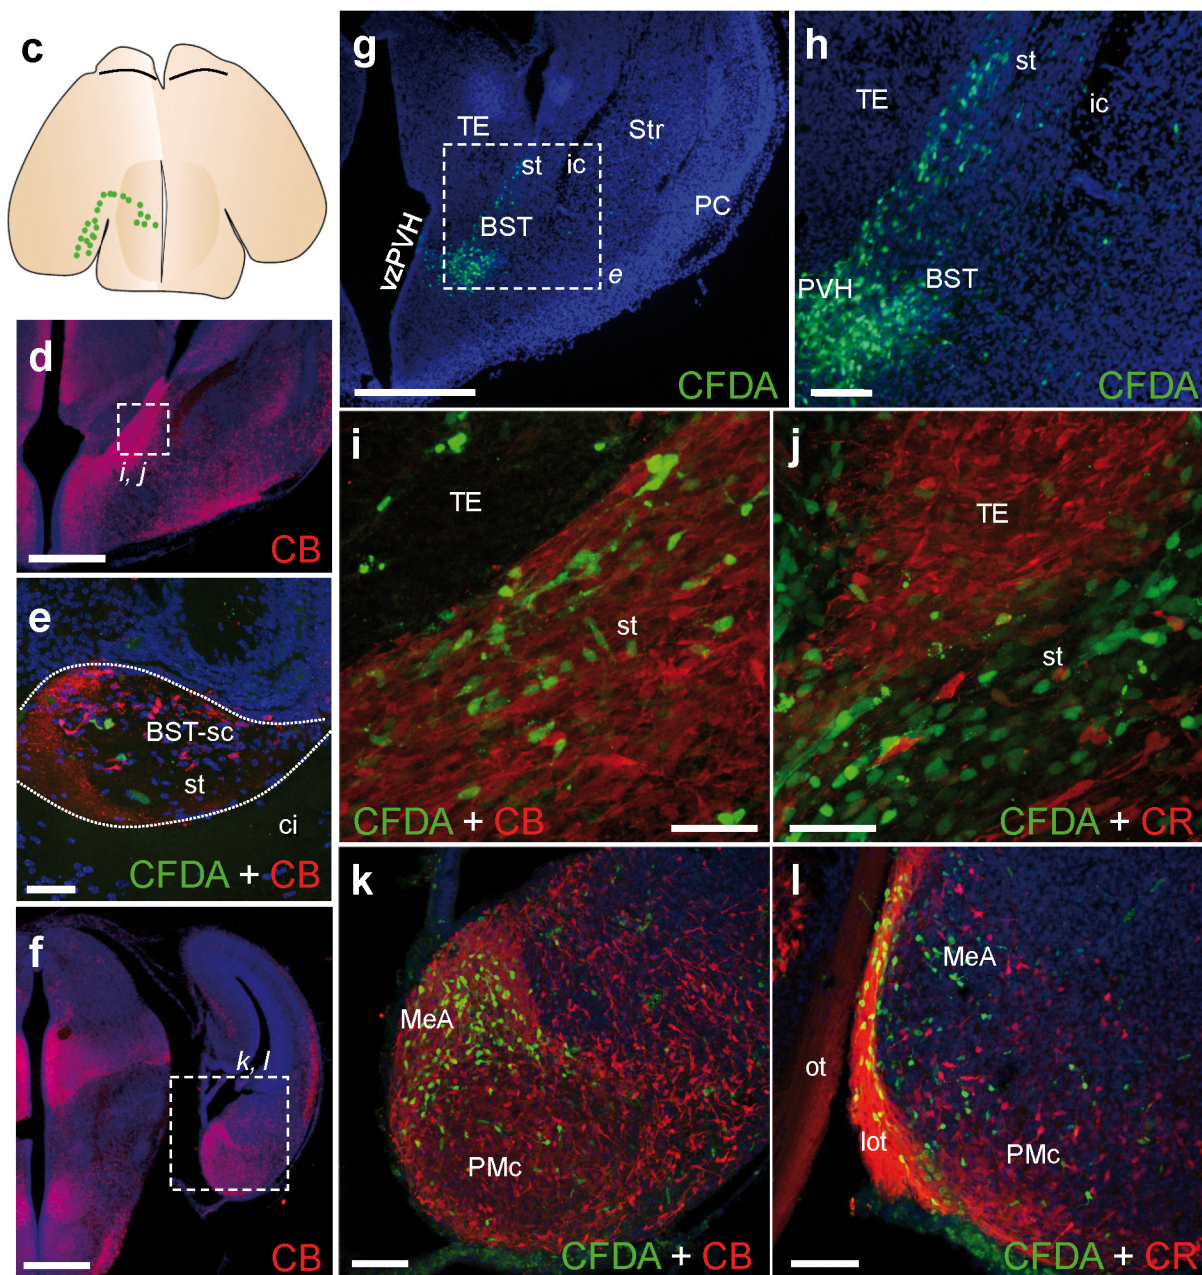 c
d
i, j
CB
e
BST-sc
st
ci
CFDA + CB
f
k, l
CB
g
TE
Str
st
ic
PC
BST
vzPVH
e
CFDA
h
st
TE
ic
PVH
BST
CFDA
i
TE
st
CFDA + CB
j
TE
st
CFDA + CR
k
MeA
PMc
CFDA + CB
l
MeA
ot
lot
PMc
CFDA + CR